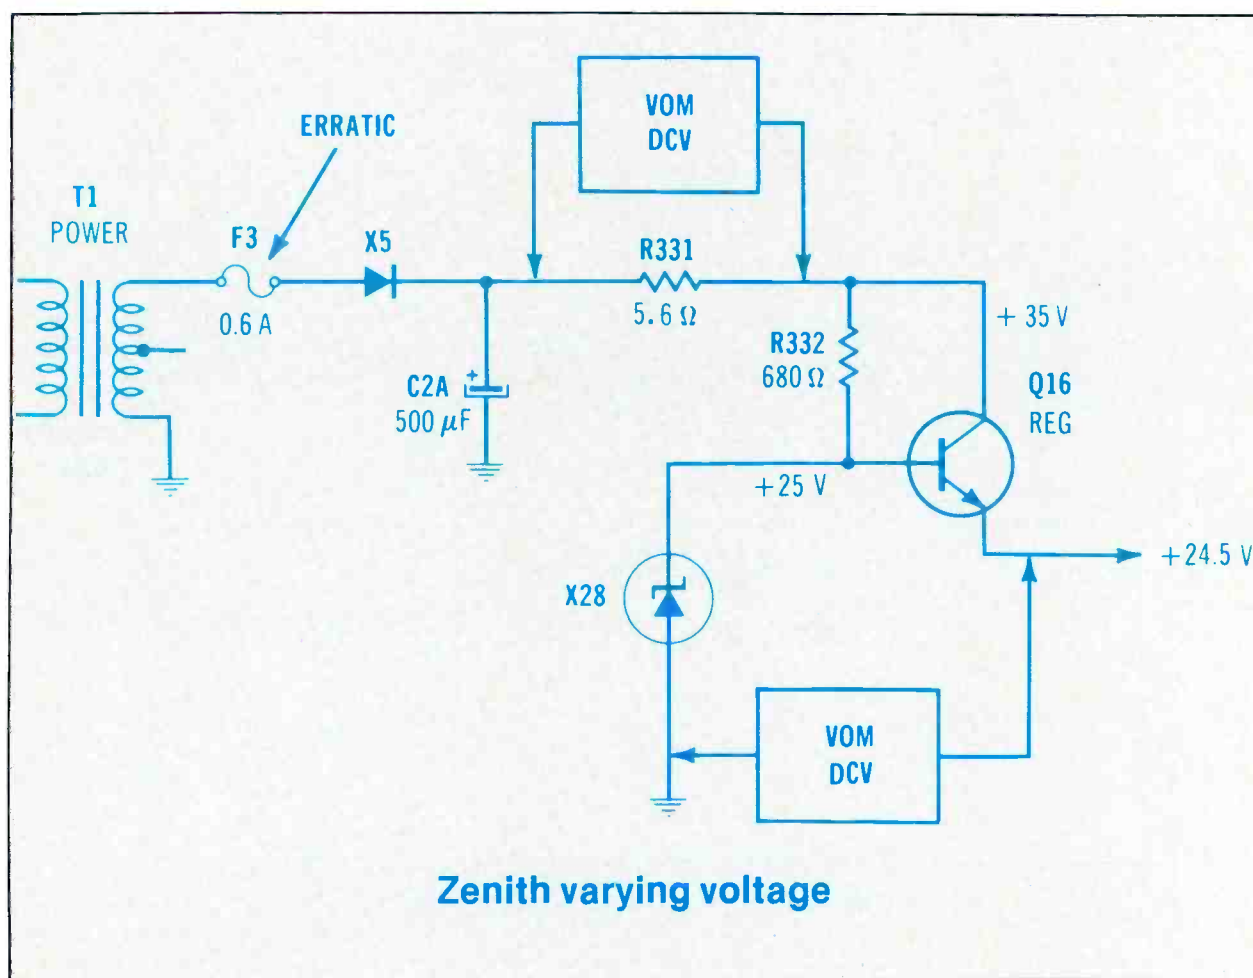 VOM
DCV
ERRATIC
T1
POWER
F3
X5
R331
0.6 A
5.6 Ω
+ 35 V
R332
680 Ω
C2A
500 μF
+
Q16
REG
+25 V
+24.5 V
X28
VOM
DCV
Zenith varying voltage